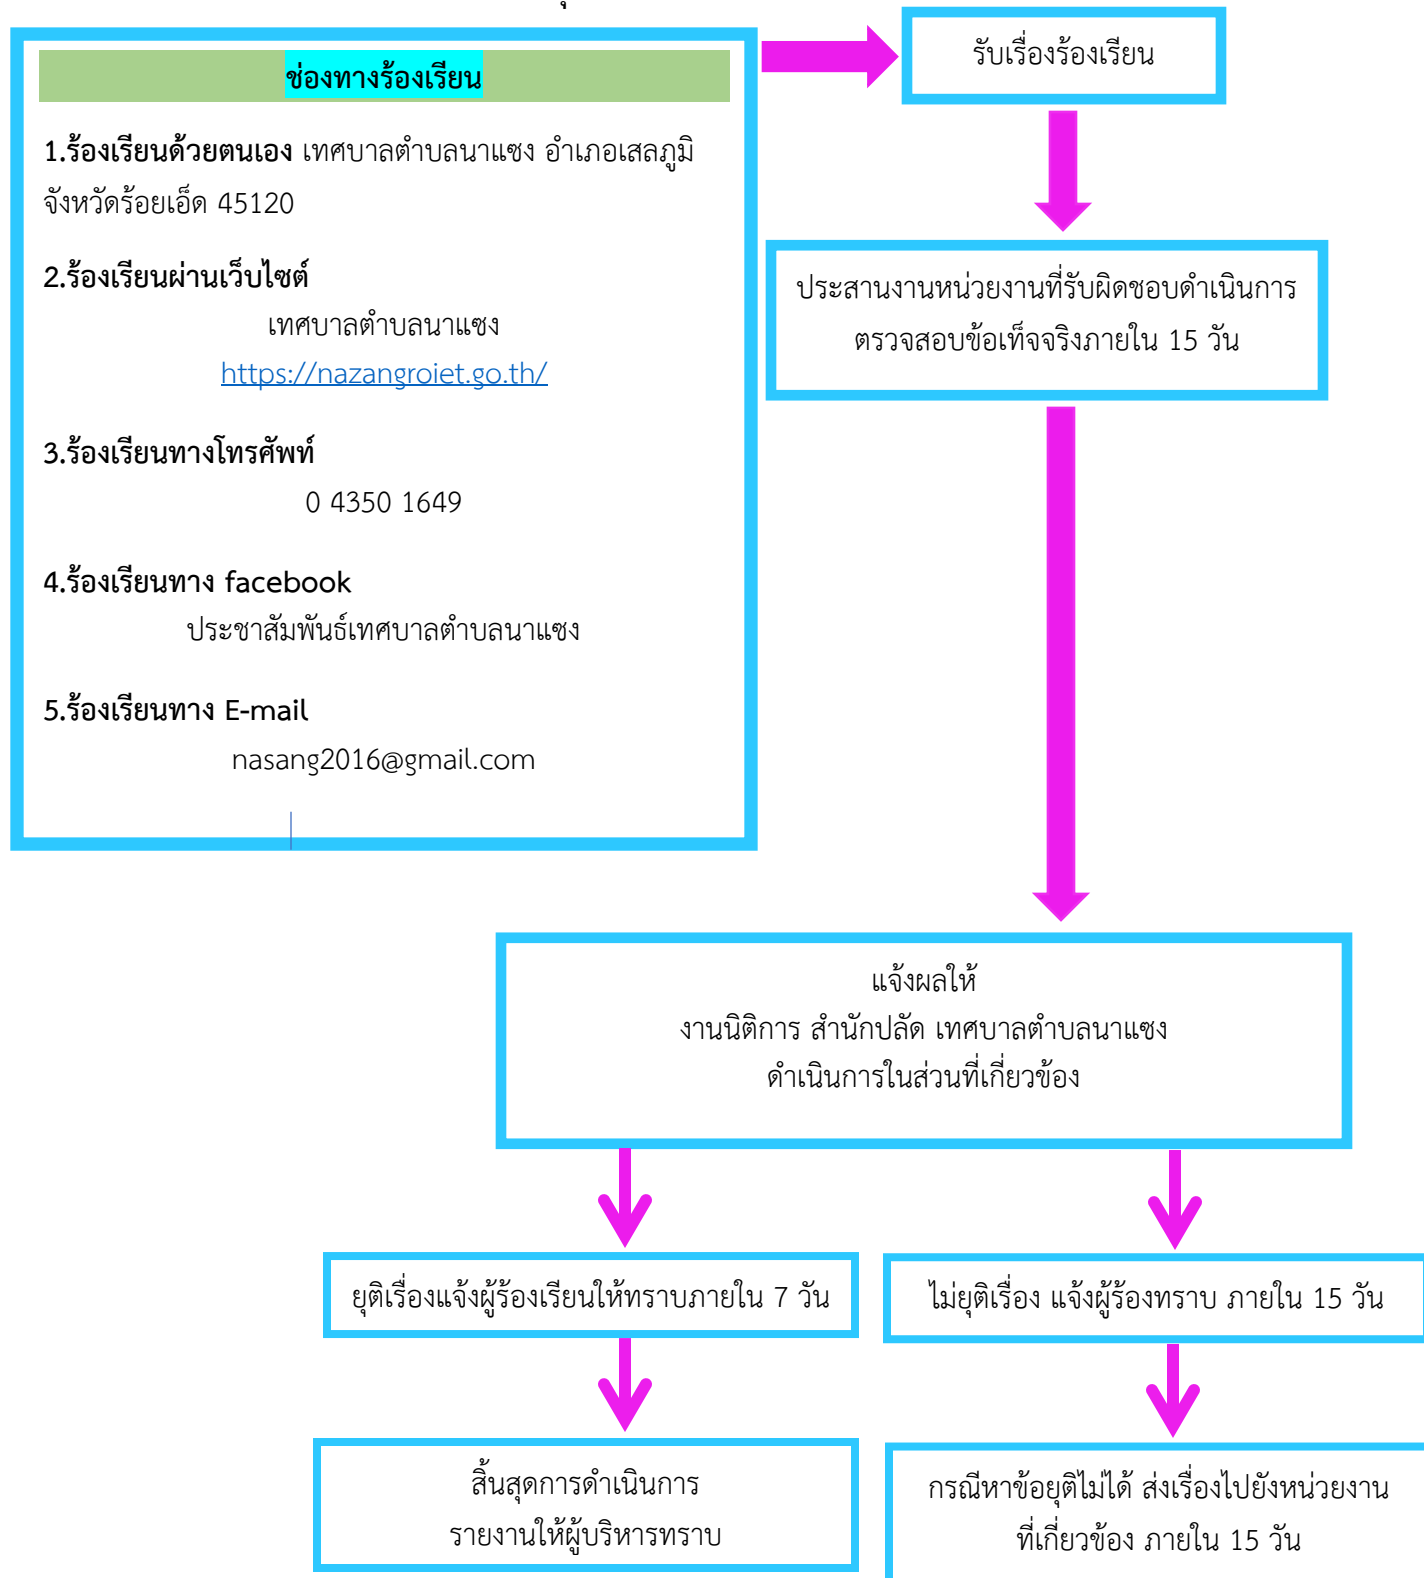 ช่องทางร้องเรียน
1.ร้องเรียนด้วยตนเอง เทศบาลตำบลนาแซง อำเภอเสลภูมิ
จังหวัดร้อยเอ็ด 45120
2.ร้องเรียนผ่านเว็บไซต์
เทศบาลตำบลนาแซง
https://nazangroiet.go.th/
3.ร้องเรียนทางโทรศัพท์
0 4350 1649
4.ร้องเรียนทาง facebook
ประชาสัมพันธ์เทศบาลตำบลนาแซง
5.ร้องเรียนทาง E-mail
nasang2016@gmail.com
รับเรื่องร้องเรียน
ประสานงานหน่วยงานที่รับผิดชอบดำเนินการ
ตรวจสอบข้อเท็จจริงภายใน 15 วัน
แจ้งผลให้
งานนิติการ สำนักปลัด เทศบาลตำบลนาแซง
ดำเนินการในส่วนที่เกี่ยวข้อง
ยุติเรื่องแจ้งผู้ร้องเรียนให้ทราบภายใน 7 วัน
ไม่ยุติเรื่อง แจ้งผู้ร้องทราบ ภายใน 15 วัน
สิ้นสุดการดำเนินการ
รายงานให้ผู้บริหารทราบ
กรณีหาข้อยุติไม่ได้ ส่งเรื่องไปยังหน่วยงาน
ที่เกี่ยวข้อง ภายใน 15 วัน